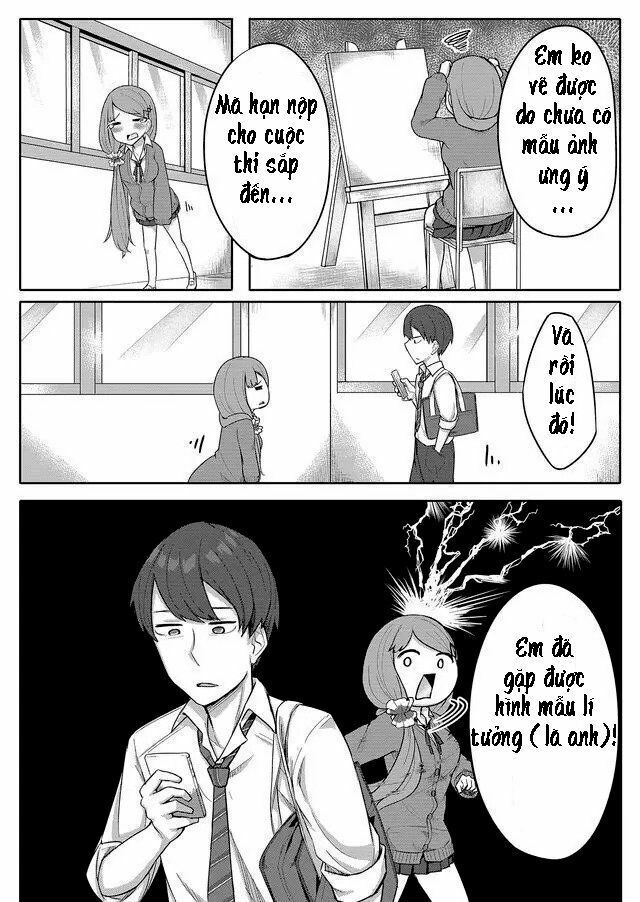 Em ko
vẽ được
do chưa có
mẫu ảnh
ưng ý
...
Mà hạn nộp
cho cuộc
thi sắp
đến...
Và
rồi
lúc
đó!
Em đã
gặp được
hình mẫu lí
tưởng ( là anh)!